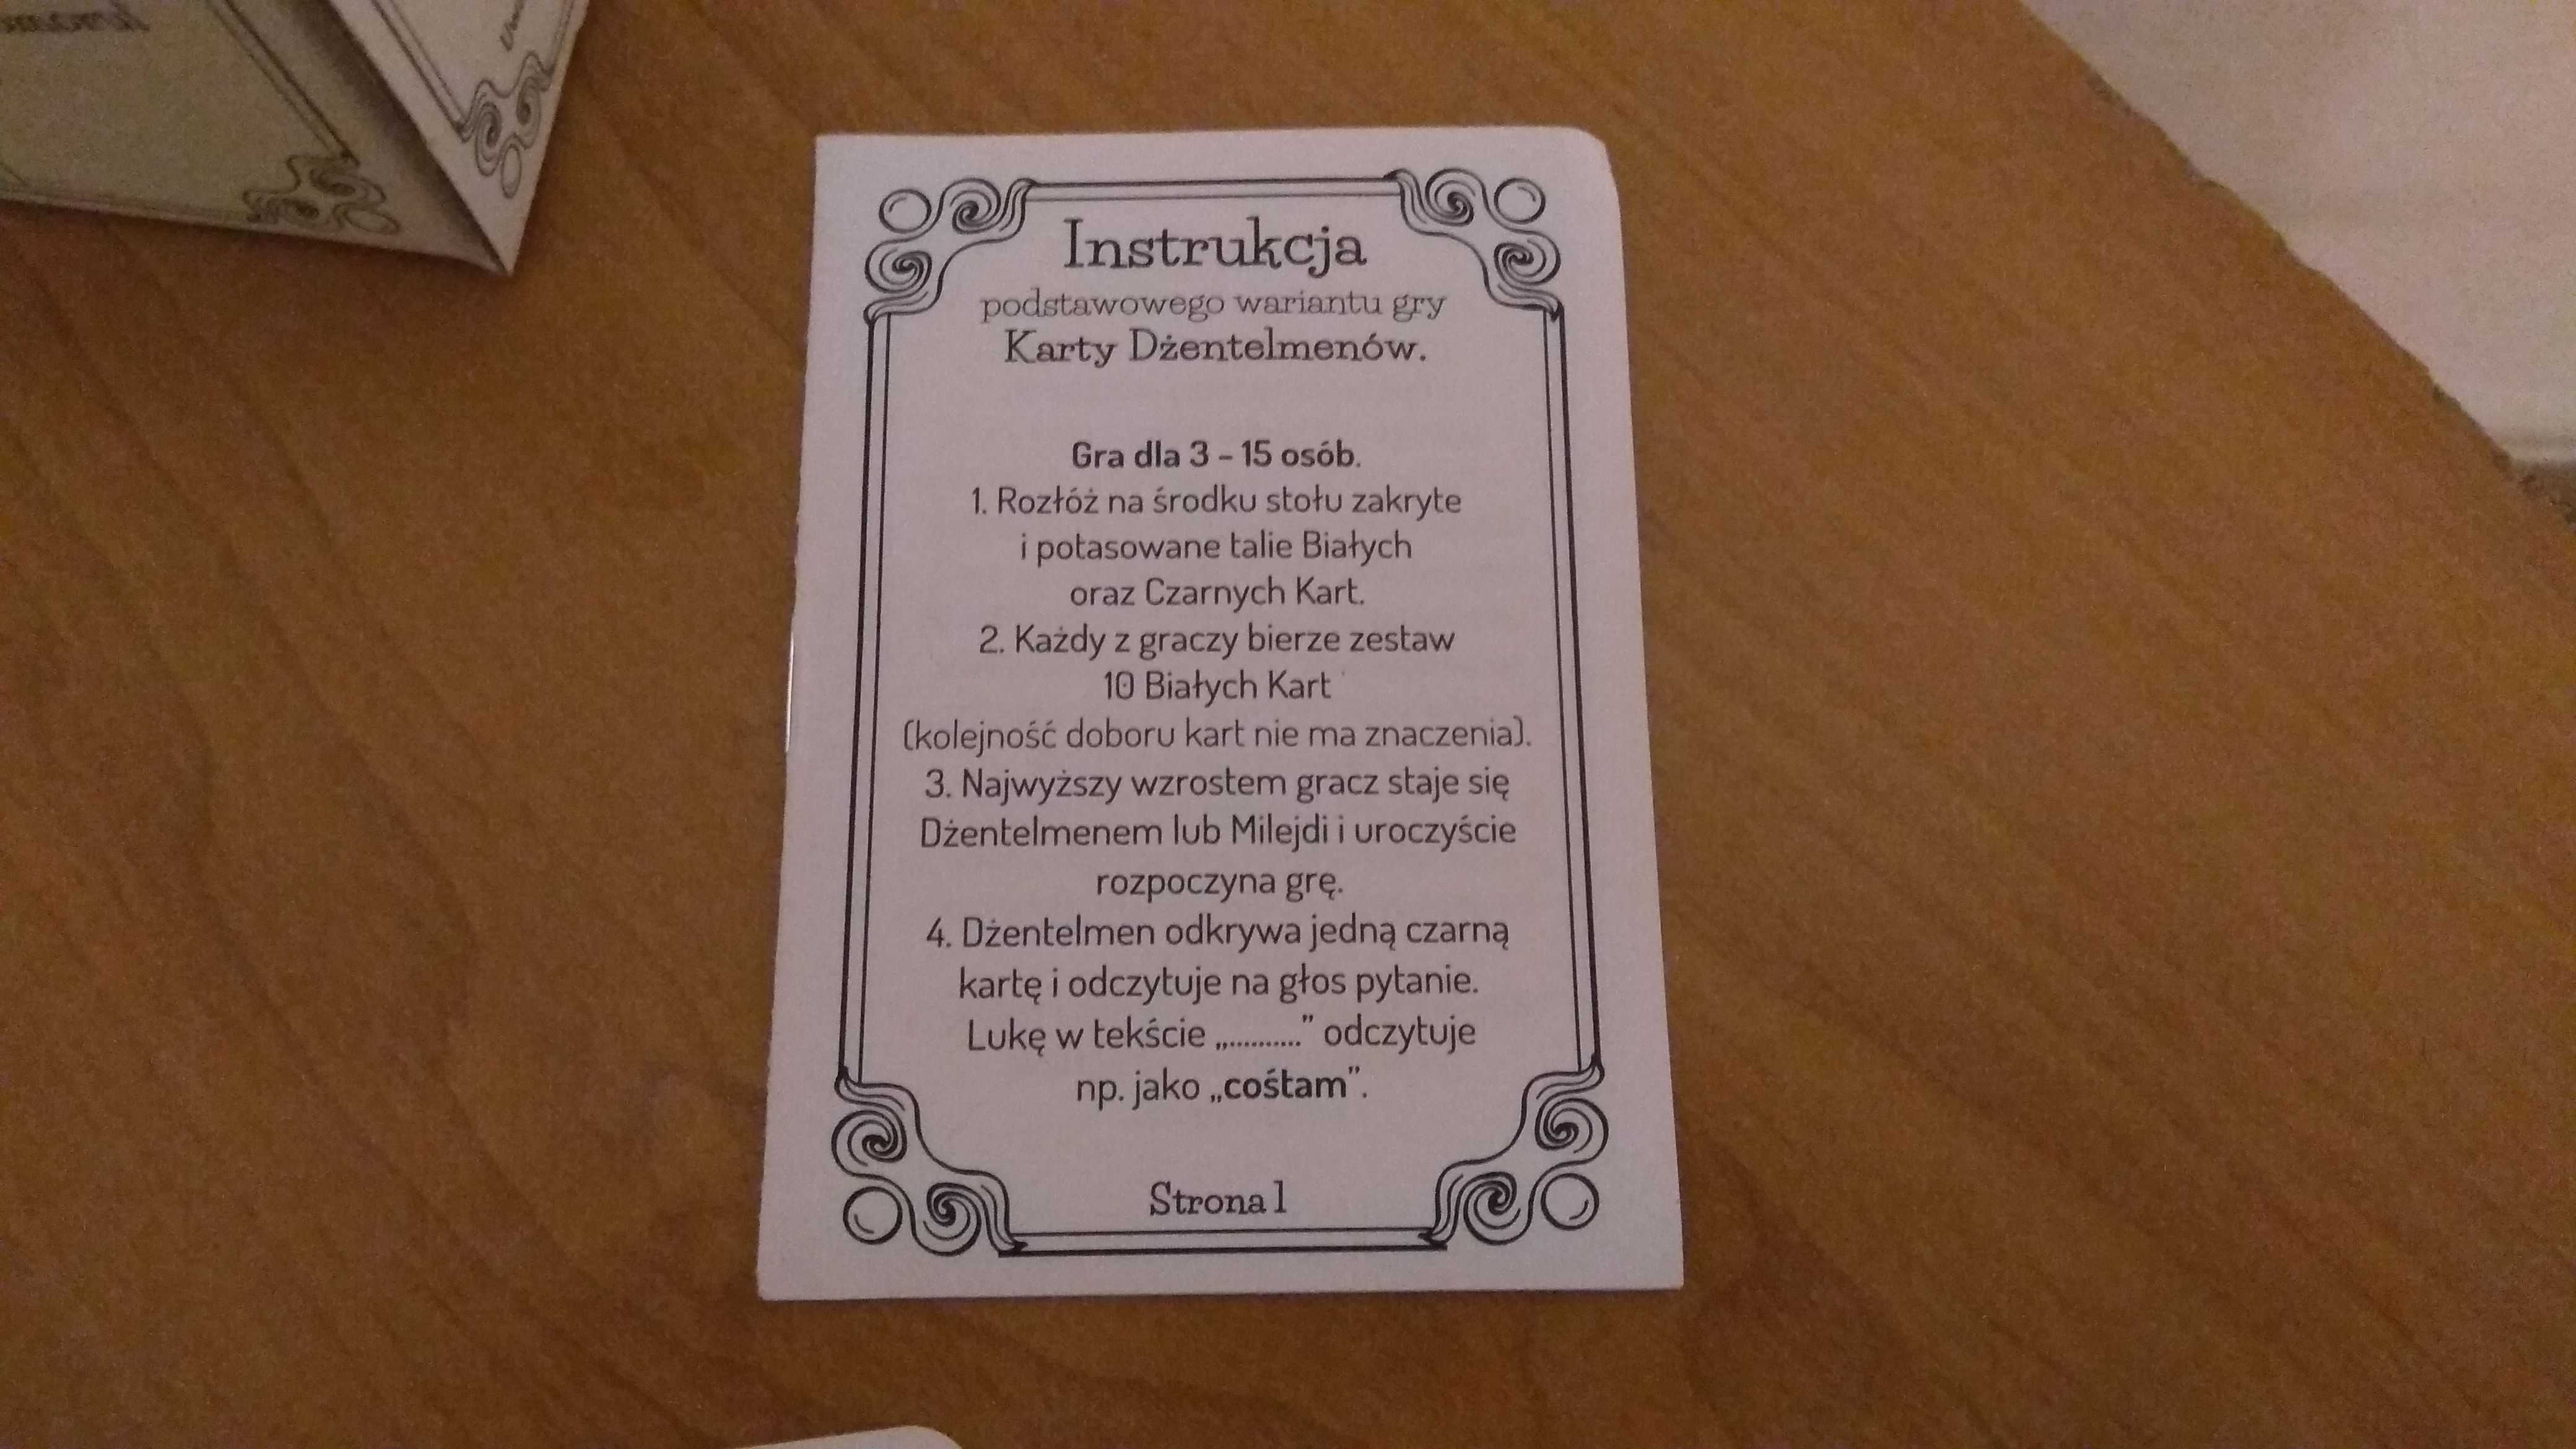 Instrukcja
podstawowego wariantu gry
Karty Dżentelmenów.
Gra dla 3 - 15 osób.
1. Rozłóż na środku stołu zakryte
i potasowane talie Białych
oraz Czarnych Kart.
2. Każdy z graczy bierze zestaw
10 Białych Kart
(kolejność doboru kart nie ma znaczenia).
3. Najwyższy wzrostem gracz staje się
Dżentelmenem lub Milejdi i uroczyście
rozpoczyna grę.
4. Dżentelmen odkrywa jedną czarną
kartę i odczytuje na głos pytanie.
Lukę w tekście „..........” odczytuje
np. jako „cośtam”.
Strona 1